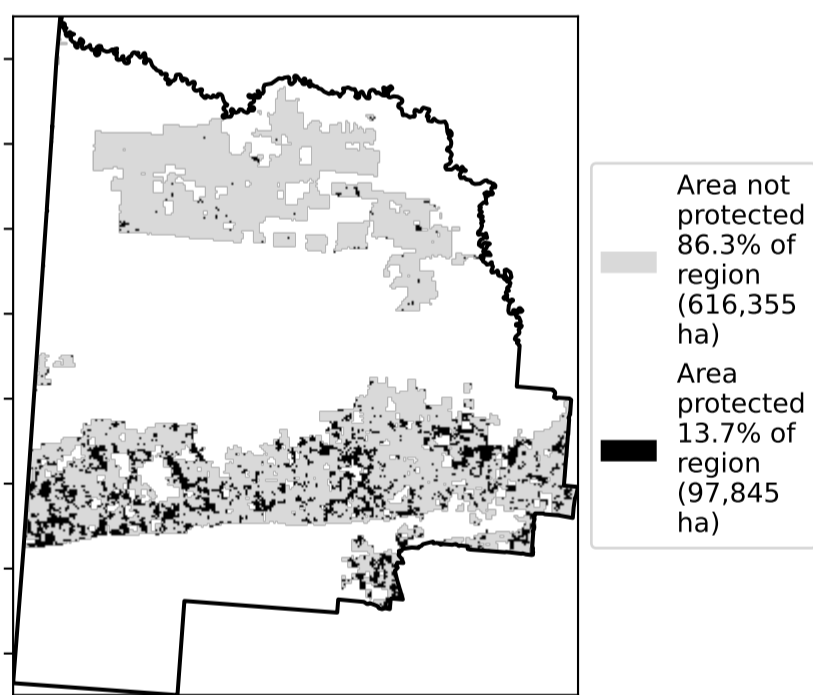 Area not
protected
86.3% of
region
(616,355
ha)
Area
protected
13.7% of
region
(97,845
ha)